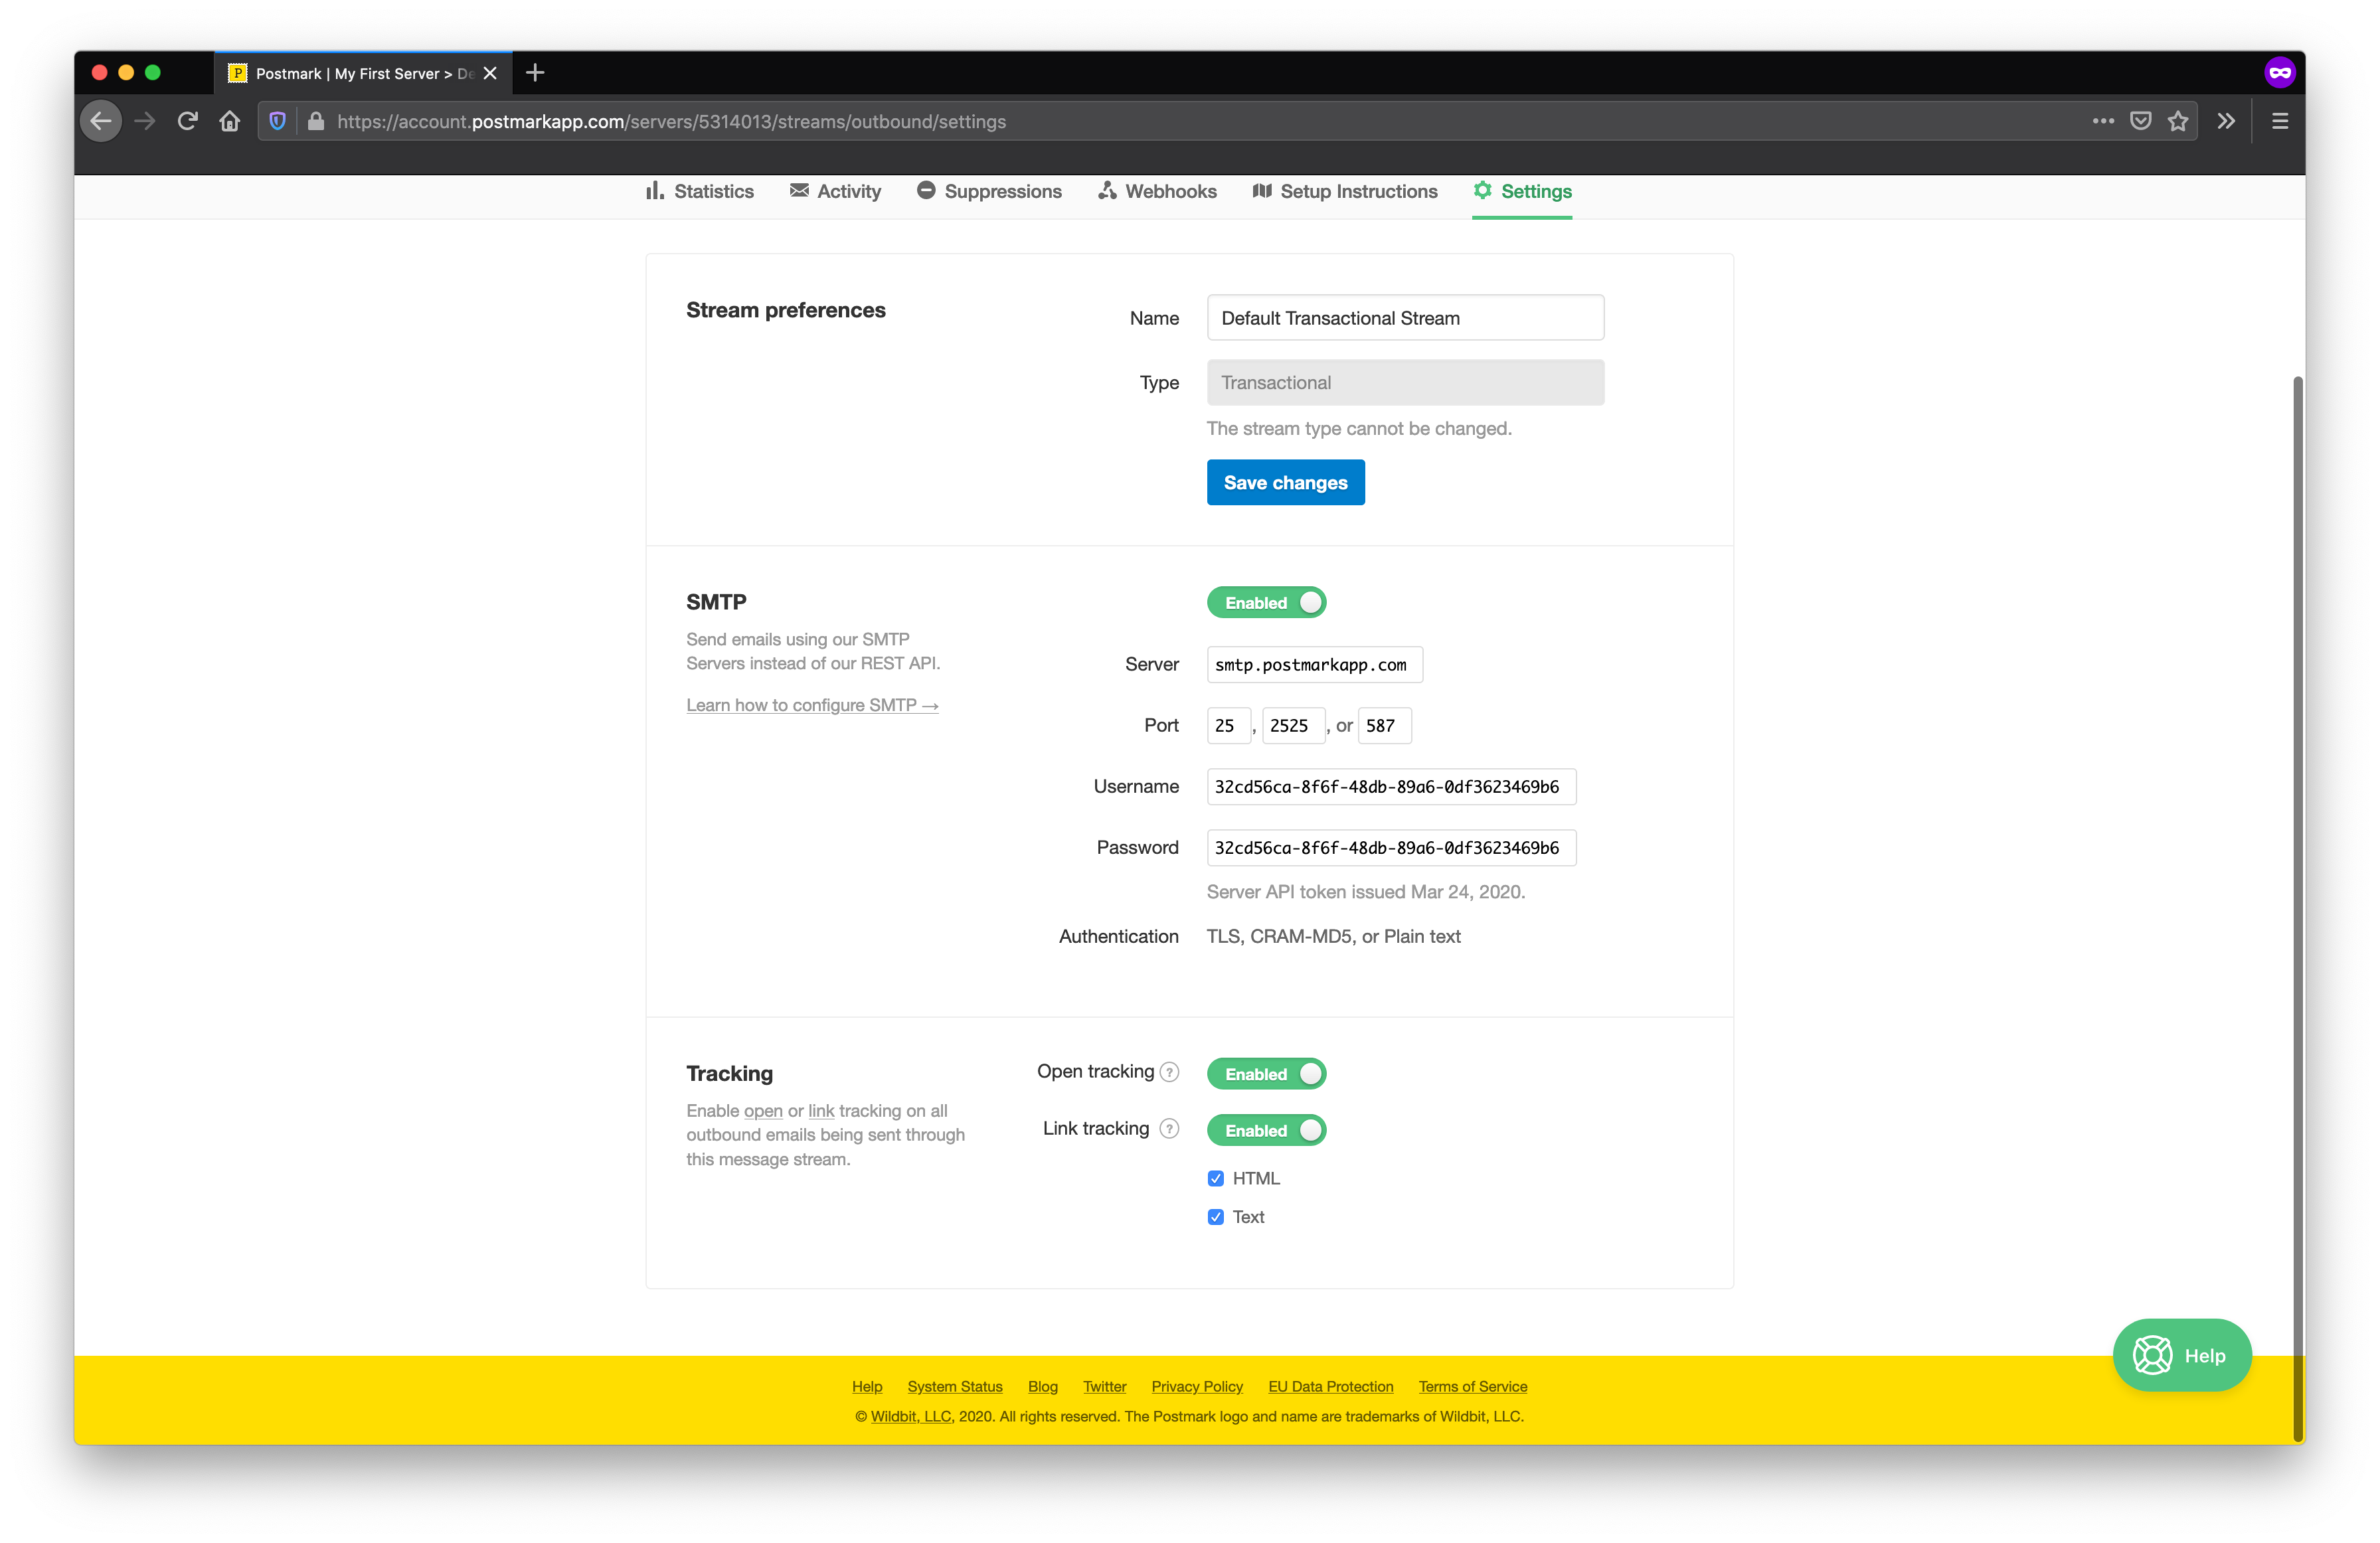 P Postmark | My First Server > De
https://account.postmarkapp.com/servers/5314013/streams/outbound/settings
Statistics Activity Suppressions Webhooks Setup Instructions Settings
Stream preferences
Name Default Transactional Stream
Type Transactional
The stream type cannot be changed.
Save changes
SMTP
Enabled
Send emails using our SMTP
Servers instead of our REST API.
Learn how to configure SMTP →
Server smtp.postmarkapp.com
Port 25 , 2525 , or 587
Username 32cd56ca-8f6f-48db-89a6-0df3623469b6
Password 32cd56ca-8f6f-48db-89a6-0df3623469b6
Server API token issued Mar 24, 2020.
Authentication TLS, CRAM-MD5, or Plain text
Tracking
Enable open or link tracking on all
outbound emails being sent through
this message stream.
Open tracking ? Enabled
Link tracking ? Enabled
HTML
Text
Help
Help System Status Blog Twitter Privacy Policy EU Data Protection Terms of Service
© Wildbit, LLC, 2020. All rights reserved. The Postmark logo and name are trademarks of Wildbit, LLC.